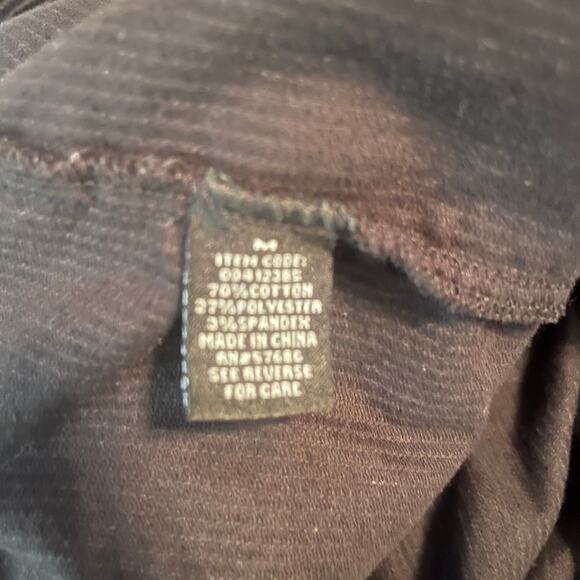 M
ITEM CODE:
00412385
70%COTTON
27%POLYESTER
3%SPANDEX
MADE IN CHINA
RN#57686
SEE REVERSE
FOR CARE